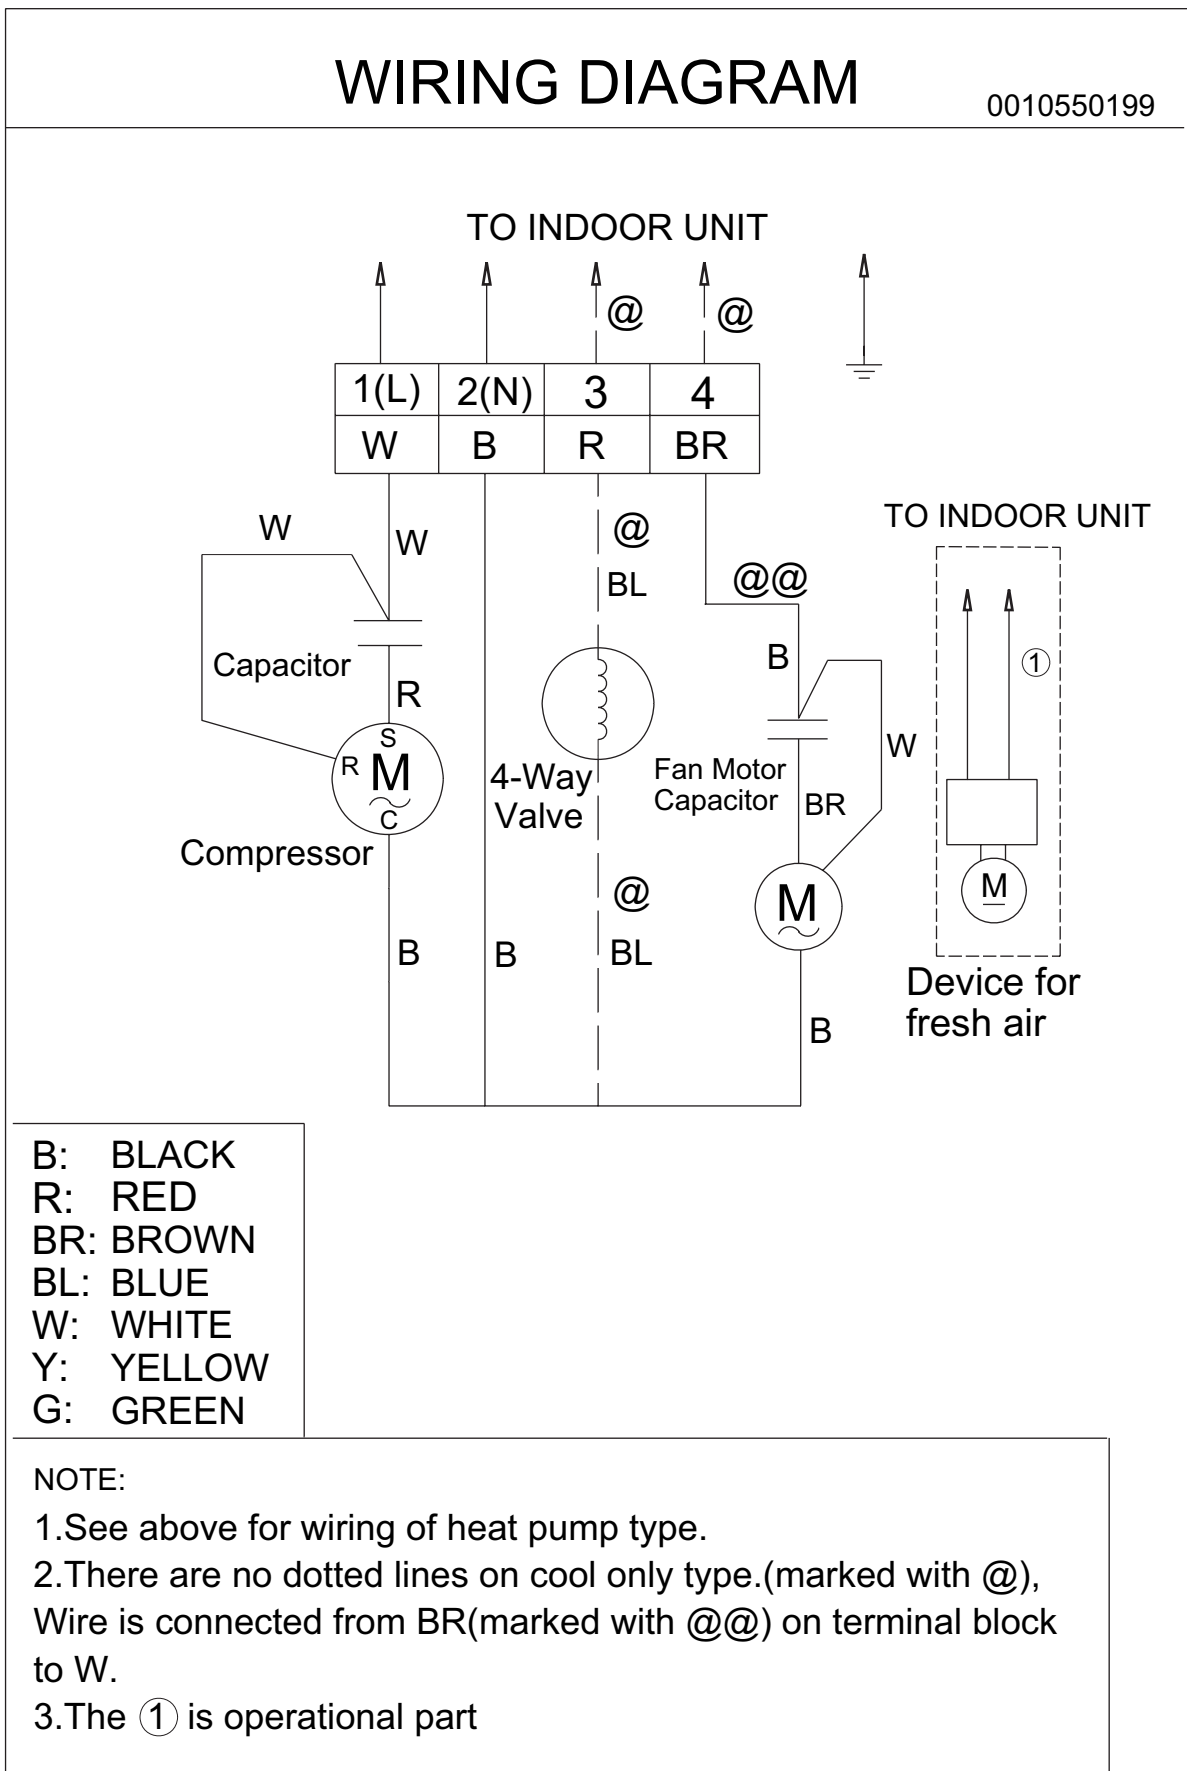 WIRING DIAGRAM
0010550199
TO INDOOR UNIT
@ @
1(L) 2(N) 3 4
W B R BR
TO INDOOR UNIT
W
W
@
BL
@@
B
1
Capacitor
R
W
S
R M
C
4-Way
Valve
Fan Motor
Capacitor
BR
Compressor
M
M
@
B
B
BL
B
Device for
fresh air
B: BLACK
R: RED
BR: BROWN
BL: BLUE
W: WHITE
Y: YELLOW
G: GREEN
NOTE:
1.See above for wiring of heat pump type.
2.There are no dotted lines on cool only type.(marked with @),
Wire is connected from BR(marked with @@) on terminal block
to W.
3.The ① is operational part